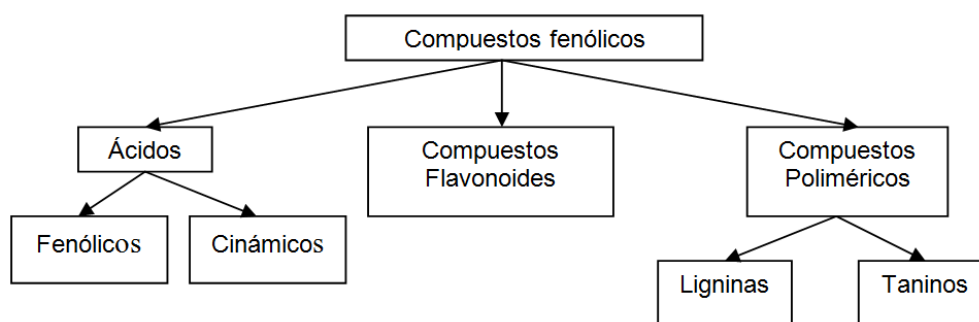 Compuestos fenólicos
Ácidos
Compuestos
Flavonoides
Compuestos
Poliméricos
Fenólicos
Cinámicos
Ligninas
Taninos